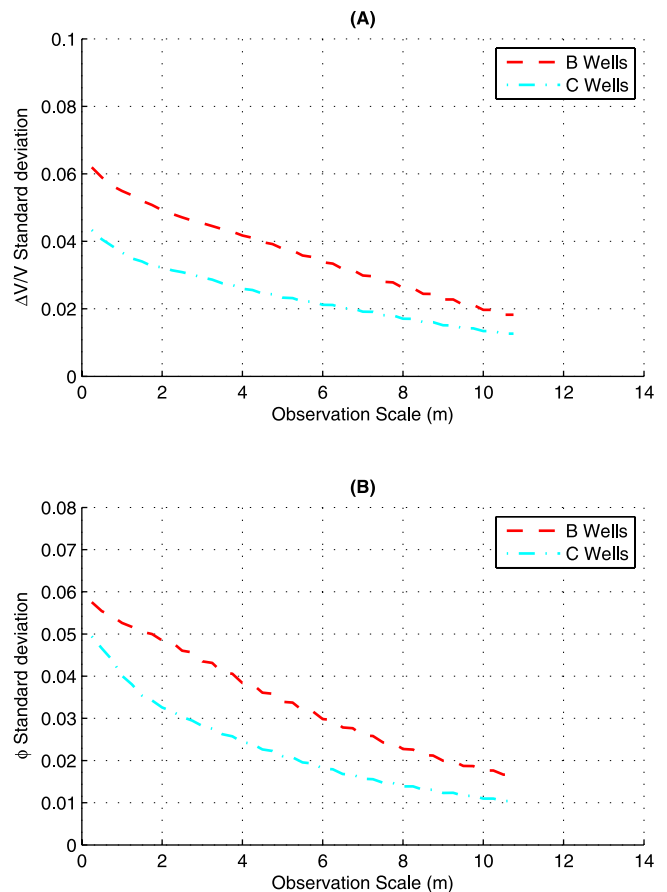 (A)
0.1
0.08
0.06
0.04
0.02
0
ΔV/V Standard deviation
B Wells
C Wells
0 2 4 6 8 10 12 14
Observation Scale (m)
(B)
0.08
0.07
0.06
0.05
0.04
0.03
0.02
0.01
0
ϕ Standard deviation
B Wells
C Wells
0 2 4 6 8 10 12 14
Observation Scale (m)